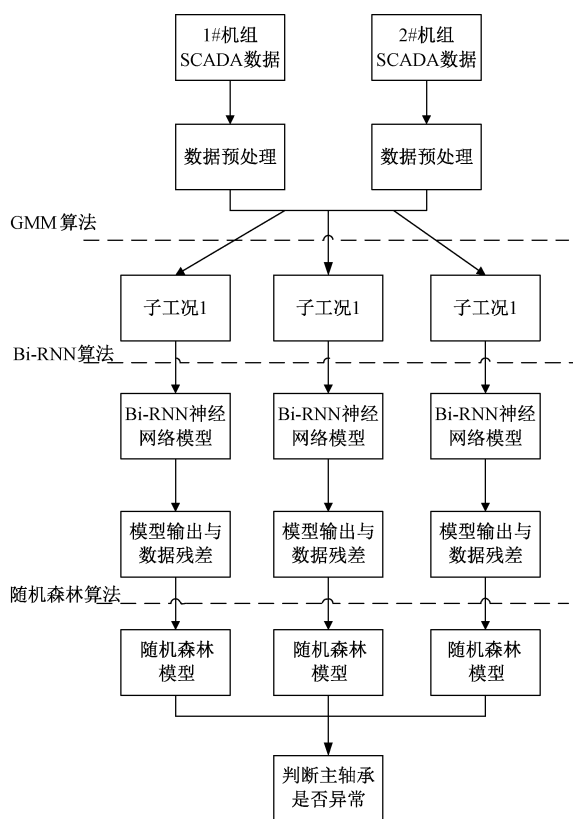 1#机组
SCADA数据
2#机组
SCADA数据
数据预处理
数据预处理
GMM 算法
子工况1
子工况1
子工况1
Bi-RNN算法
Bi-RNN神经
网络模型
Bi-RNN神经
网络模型
Bi-RNN神经
网络模型
模型输出与
数据残差
模型输出与
数据残差
模型输出与
数据残差
随机森林算法
随机森林
模型
随机森林
模型
随机森林
模型
判断主轴承
是否异常